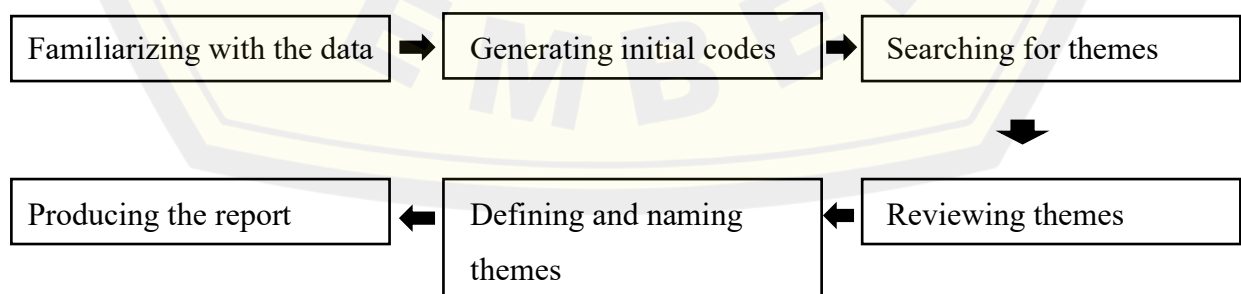 Familiarizing with the data
Generating initial codes
Searching for themes
Producing the report
Defining and naming
themes
Reviewing themes
EMBE